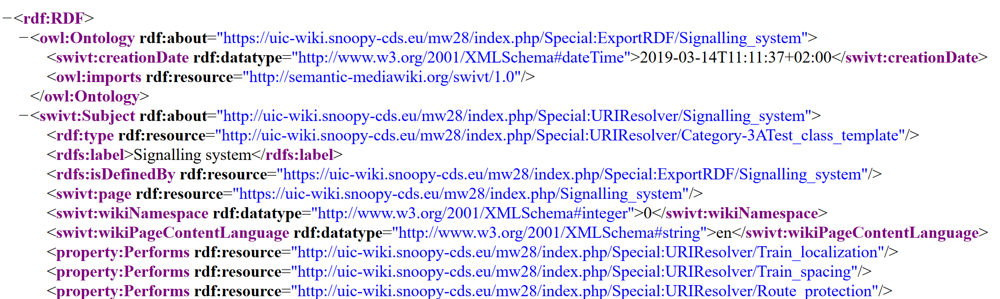 −<rdf:RDF>
−<owl:Ontology rdf:about="https://uic-wiki.snoopy-cds.eu/mw28/index.php/Special:ExportRDF/Signalling_system">
<swivt:creationDate rdf:datatype="http://www.w3.org/2001/XMLSchema#dateTime">2019-03-14T11:11:37+02:00</swivt:creationDate>
<owl:imports rdf:resource="http://semantic-mediawiki.org/swivt/1.0"/>
</owl:Ontology>
−<swivt:Subject rdf:about="http://uic-wiki.snoopy-cds.eu/mw28/index.php/Special:URIResolver/Signalling_system">
<rdf:type rdf:resource="http://uic-wiki.snoopy-cds.eu/mw28/index.php/Special:URIResolver/Category-3ATest_class_template"/>
<rdfs:label>Signalling system</rdfs:label>
<rdfs:isDefinedBy rdf:resource="https://uic-wiki.snoopy-cds.eu/mw28/index.php/Special:ExportRDF/Signalling_system"/>
<swivt:page rdf:resource="https://uic-wiki.snoopy-cds.eu/mw28/index.php/Signalling_system"/>
<swivt:wikiNamespace rdf:datatype="http://www.w3.org/2001/XMLSchema#integer">0</swivt:wikiNamespace>
<swivt:wikiPageContentLanguage rdf:datatype="http://www.w3.org/2001/XMLSchema#string">en</swivt:wikiPageContentLanguage>
<property:Performs rdf:resource="http://uic-wiki.snoopy-cds.eu/mw28/index.php/Special:URIResolver/Train_localization"/>
<property:Performs rdf:resource="http://uic-wiki.snoopy-cds.eu/mw28/index.php/Special:URIResolver/Train_spacing"/>
<property:Performs rdf:resource="http://uic-wiki.snoopy-cds.eu/mw28/index.php/Special:URIResolver/Route_protection"/>